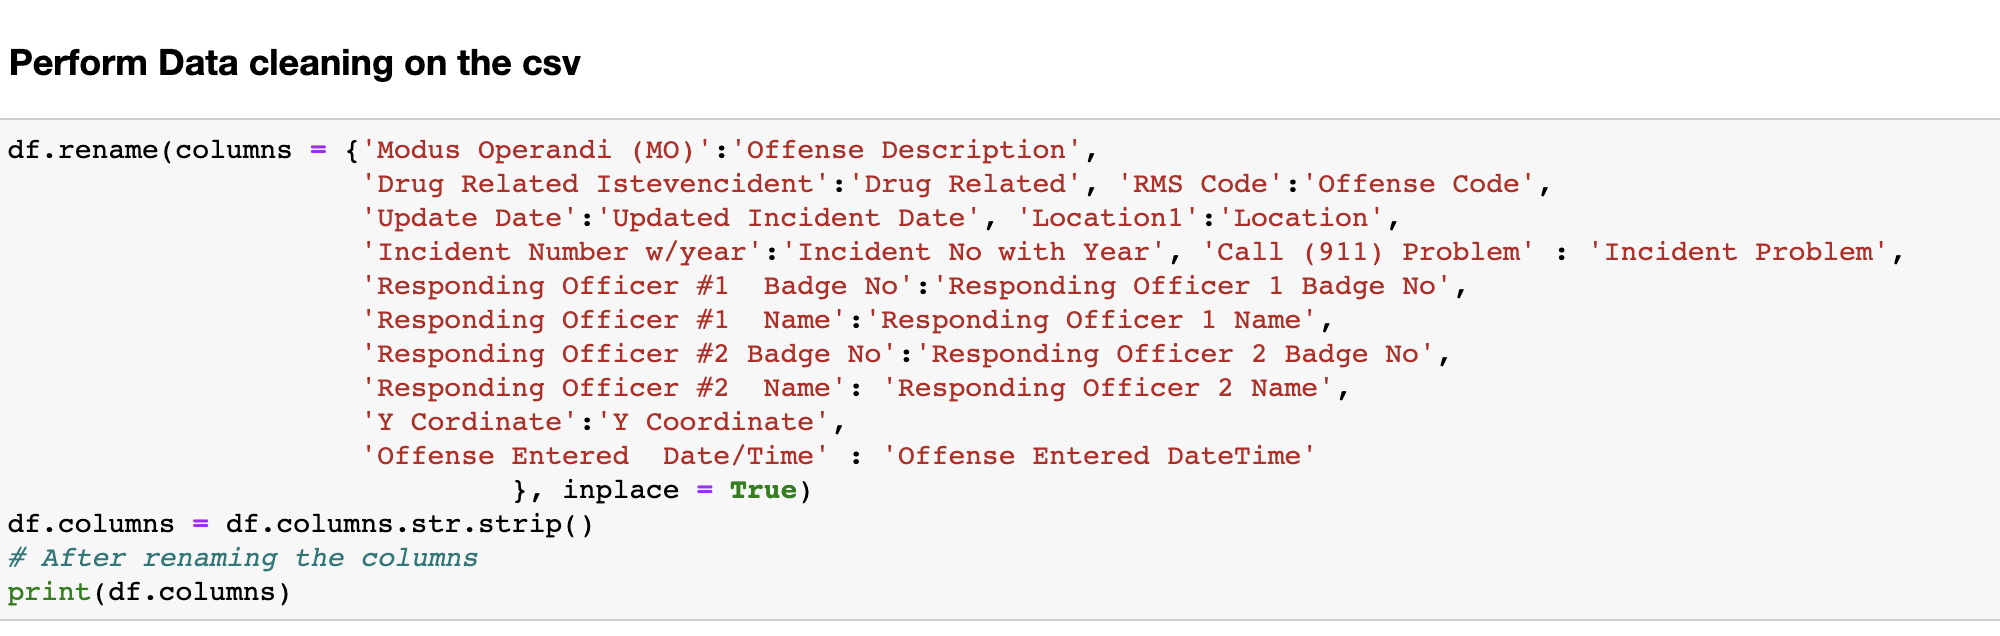 Perform Data cleaning on the csv
df.rename(columns = {'Modus Operandi (MO)':'Offense Description',
'Drug Related Istevencident':'Drug Related', 'RMS Code':'Offense Code',
'Update Date':'Updated Incident Date', 'Location1':'Location',
'Incident Number w/year':'Incident No with Year', 'Call (911) Problem' : 'Incident Problem',
'Responding Officer #1  Badge No':'Responding Officer 1 Badge No',
'Responding Officer #1  Name':'Responding Officer 1 Name',
'Responding Officer #2 Badge No':'Responding Officer 2 Badge No',
'Responding Officer #2  Name': 'Responding Officer 2 Name',
'Y Cordinate':'Y Coordinate',
'Offense Entered  Date/Time' : 'Offense Entered DateTime'
}, inplace = True)
df.columns = df.columns.str.strip()
# After renaming the columns
print(df.columns)